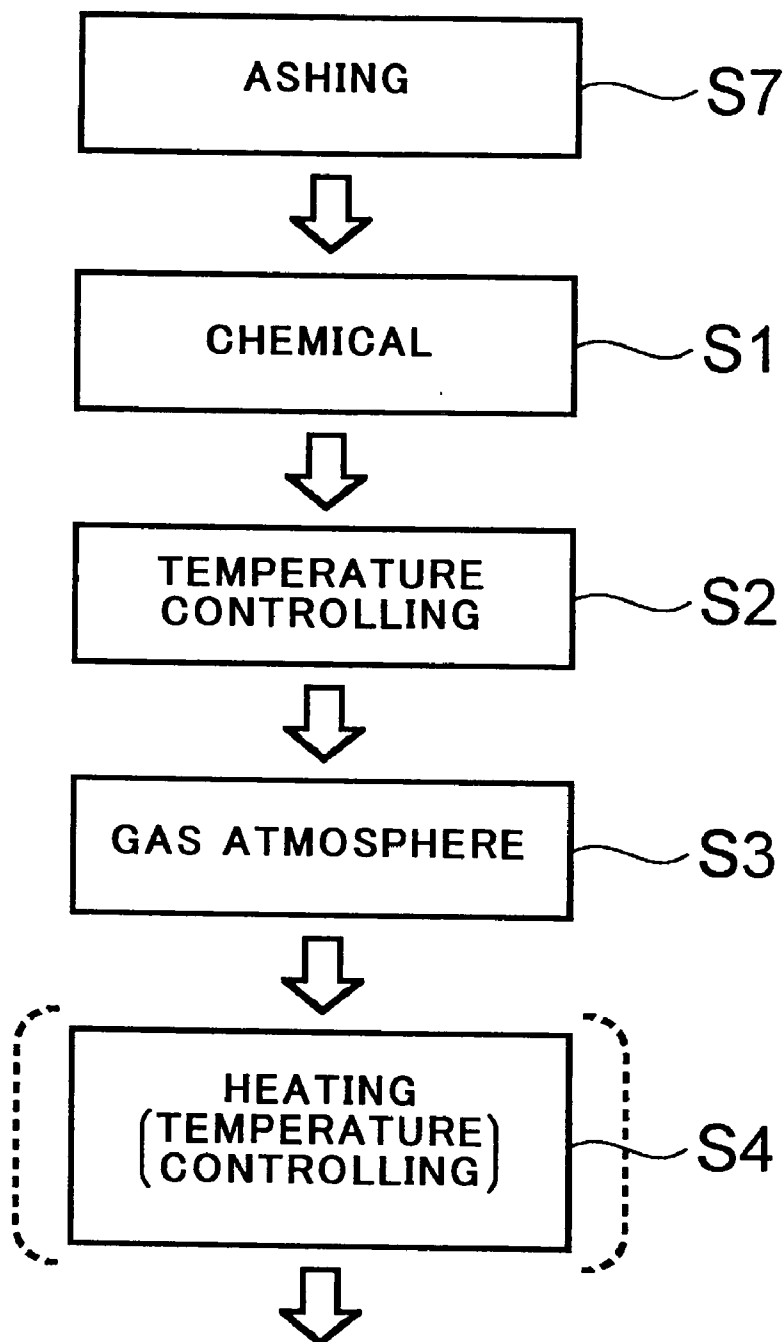 ASHING
S7
CHEMICAL
S1
TEMPERATURE
CONTROLLING
S2
GAS ATMOSPHERE
S3
HEATING
(TEMPERATURE)
(CONTROLLING)
S4